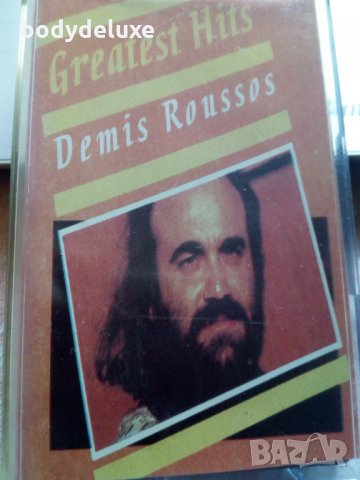 bodydeluxe
Greatest Hits
Demis Roussos
BAZAR